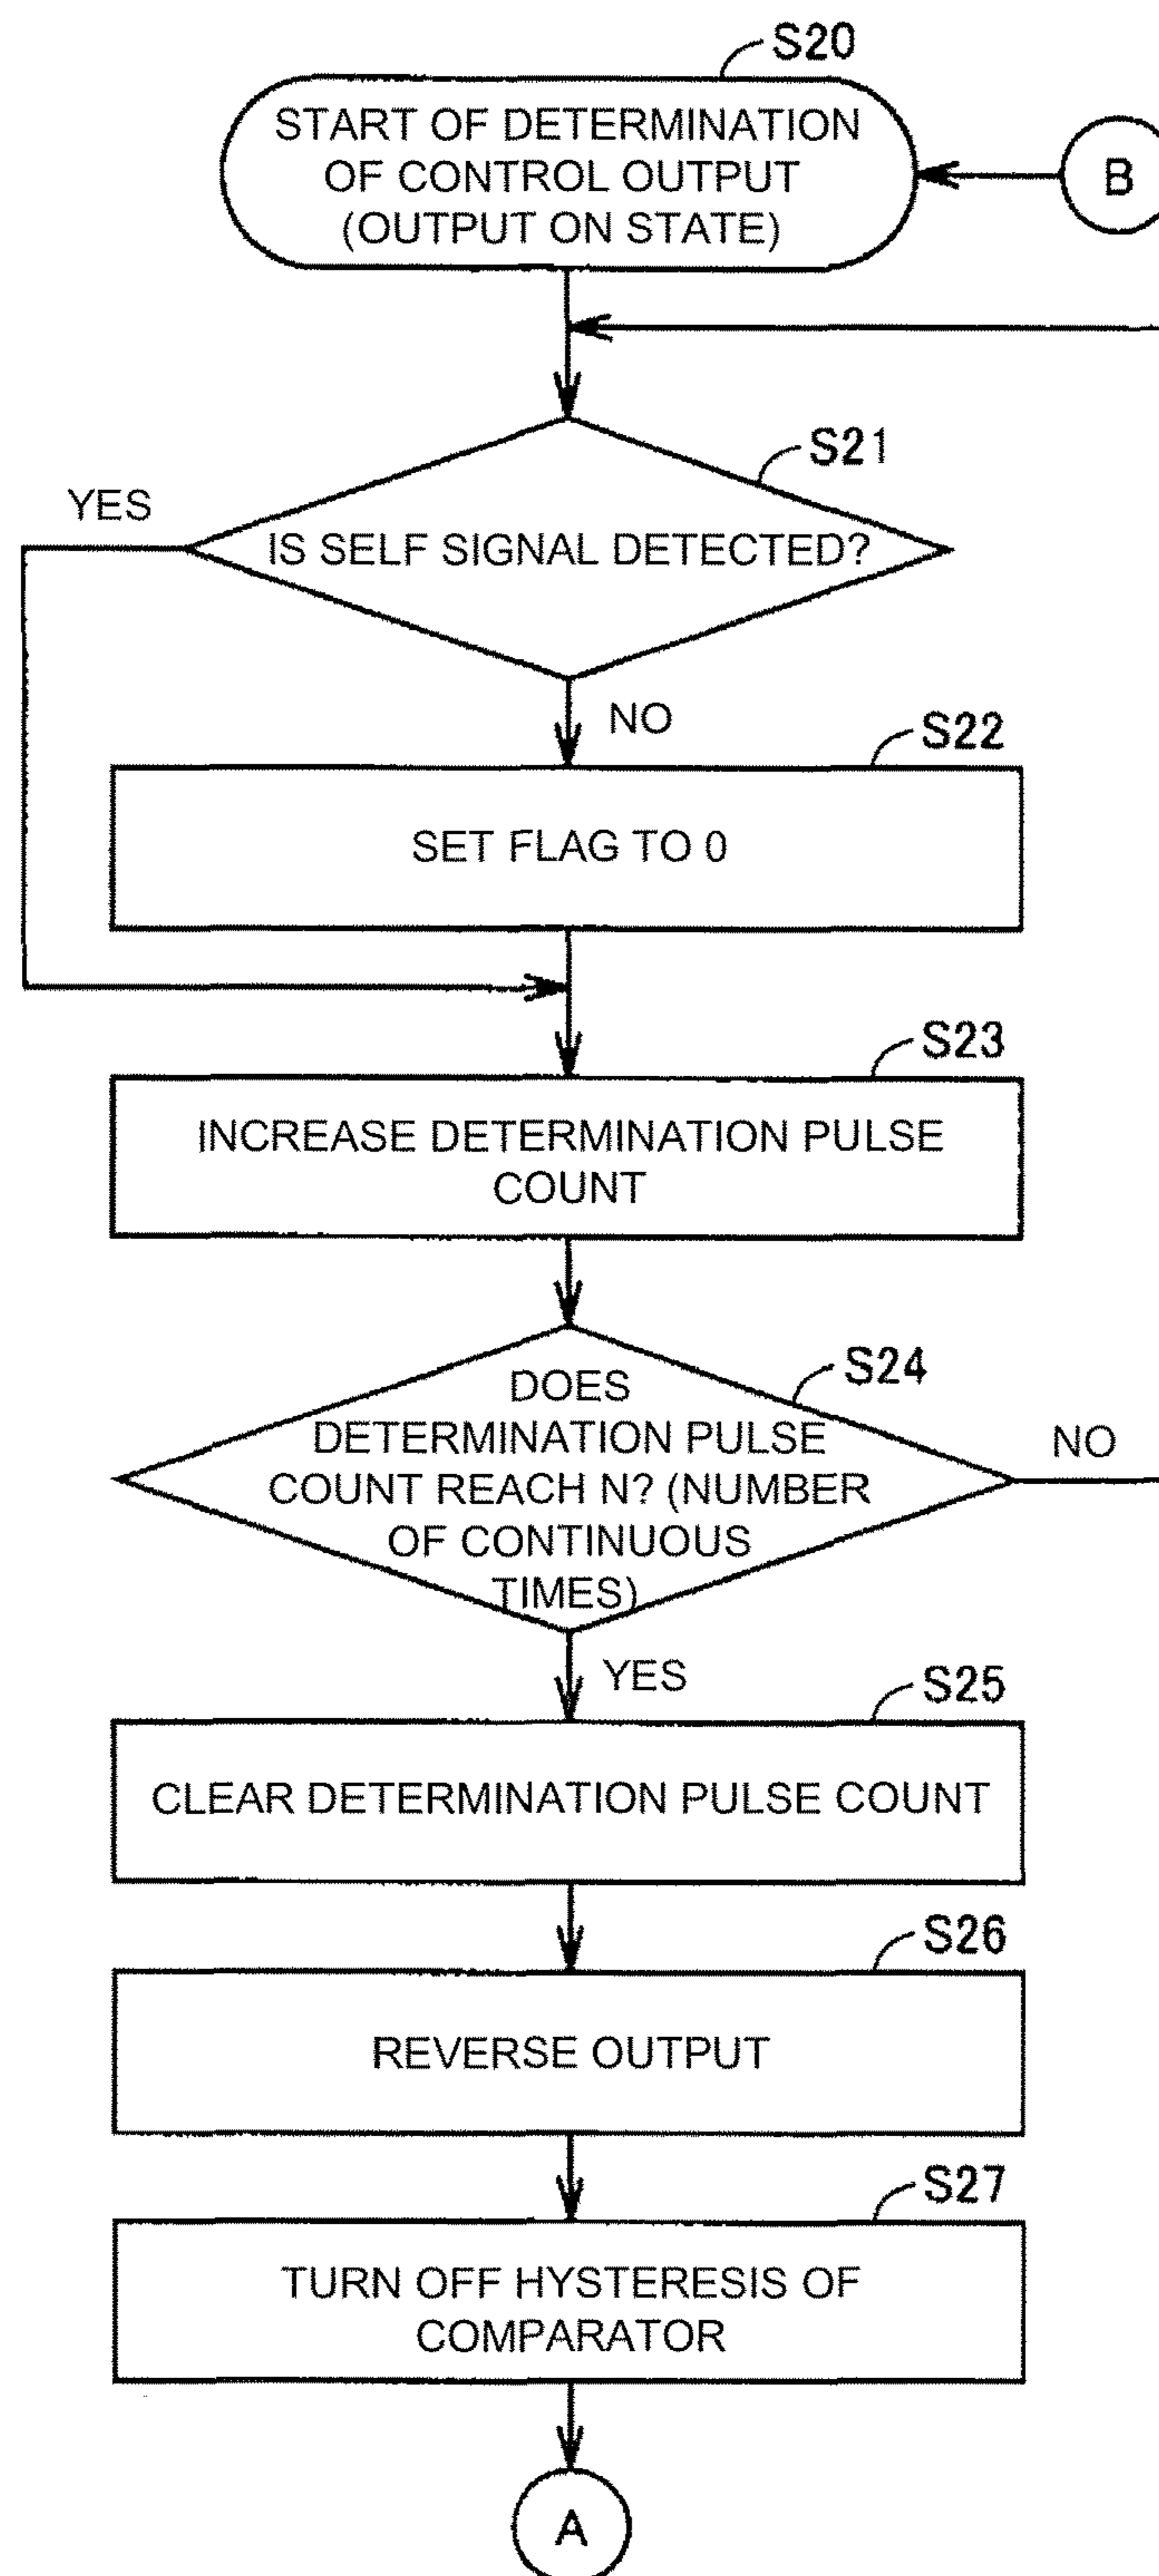 S20
START OF DETERMINATION
OF CONTROL OUTPUT
(OUTPUT ON STATE)
B
S21
YES
IS SELF SIGNAL DETECTED?
NO
S22
SET FLAG TO 0
S23
INCREASE DETERMINATION PULSE
COUNT
S24
DOES
DETERMINATION PULSE
COUNT REACH N? (NUMBER
OF CONTINUOUS
TIMES)
NO
YES
S25
CLEAR DETERMINATION PULSE COUNT
S26
REVERSE OUTPUT
S27
TURN OFF HYSTERESIS OF
COMPARATOR
A